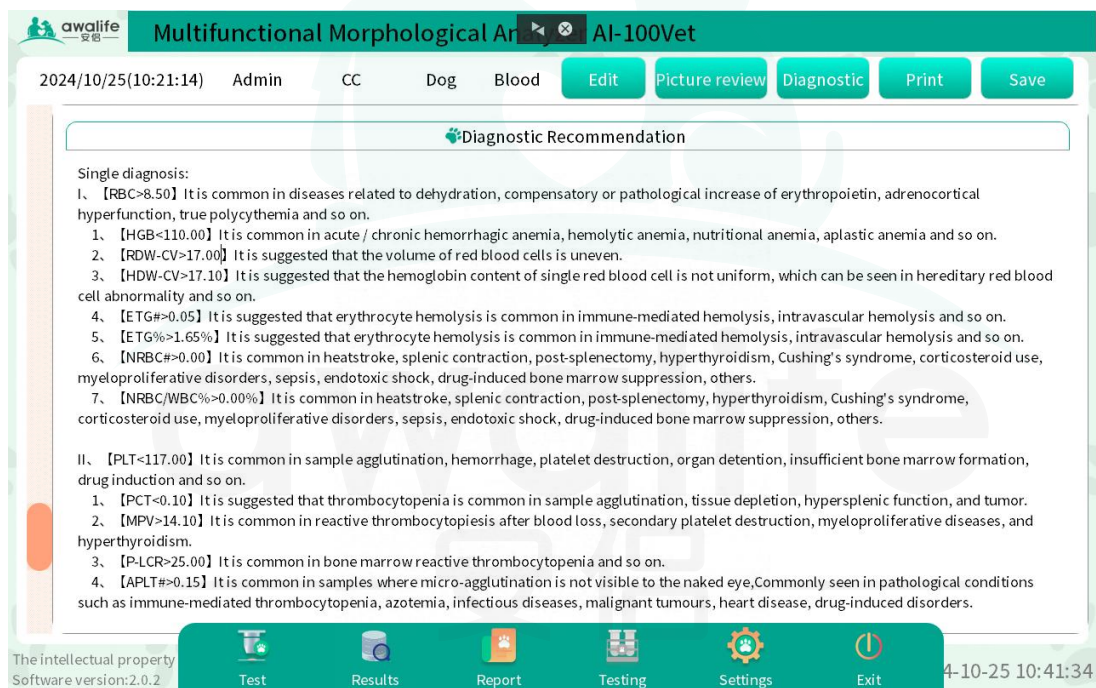 awalife
安侣
Multifunctional Morphological An er AI-100Vet
2024/10/25(10:21:14) Admin CC Dog Blood Edit Picture review Diagnostic Print Save
Diagnostic Recommendation
Single diagnosis:
I、【RBC>8.50】It is common in diseases related to dehydration, compensatory or pathological increase of erythropoietin, adrenocortical
hyperfunction, true polycythemia and so on.
1、【HGB<110.00】It is common in acute / chronic hemorrhagic anemia, hemolytic anemia, nutritional anemia, aplastic anemia and so on.
2、【RDW-CV>17.00】It is suggested that the volume of red blood cells is uneven.
3、【HDW-CV>17.10】It is suggested that the hemoglobin content of single red blood cell is not uniform, which can be seen in hereditary red blood
cell abnormality and so on.
4、【ETG#>0.05】It is suggested that erythrocyte hemolysis is common in immune-mediated hemolysis, intravascular hemolysis and so on.
5、【ETG%>1.65%】It is suggested that erythrocyte hemolysis is common in immune-mediated hemolysis, intravascular hemolysis and so on.
6、【NRBC#>0.00】It is common in heatstroke, splenic contraction, post-splenectomy, hyperthyroidism, Cushing's syndrome, corticosteroid use,
myeloproliferative disorders, sepsis, endotoxic shock, drug-induced bone marrow suppression, others.
7、【NRBC/WBC%>0.00%】It is common in heatstroke, splenic contraction, post-splenectomy, hyperthyroidism, Cushing's syndrome,
corticosteroid use, myeloproliferative disorders, sepsis, endotoxic shock, drug-induced bone marrow suppression, others.
II、【PLT<117.00】It is common in sample agglutination, hemorrhage, platelet destruction, organ detention, insufficient bone marrow formation,
drug induction and so on.
1、【PCT<0.10】It is suggested that thrombocytopenia is common in sample agglutination, tissue depletion, hypersplenic function, and tumor.
2、【MPV>14.10】It is common in reactive thrombocytopiesis after blood loss, secondary platelet destruction, myeloproliferative diseases, and
hyperthyroidism.
3、【P-LCR>25.00】It is common in bone marrow reactive thrombocytopenia and so on.
4、【APLT#>0.15】It is common in samples where micro-agglutination is not visible to the naked eye,Commonly seen in pathological conditions
such as immune-mediated thrombocytopenia, azotemia, infectious diseases, malignant tumours, heart disease, drug-induced disorders.
awalife
安侣
The intellectual property
Software version:2.0.2
Test Results Report Testing Settings Exit
4-10-25 10:41:34